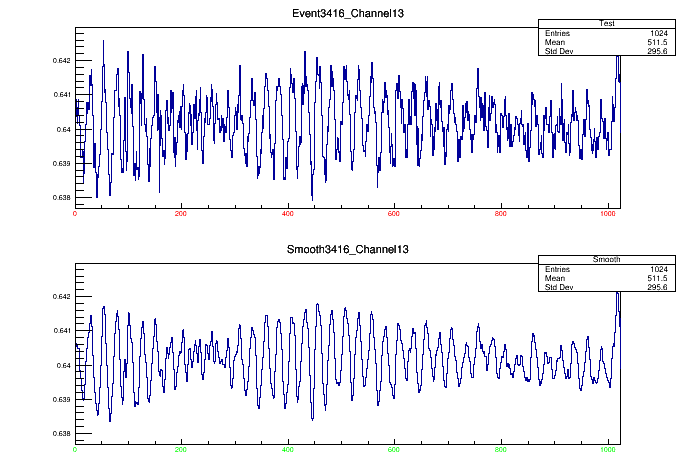 Event3416_Channel13
Test
Entries 1024
Mean 511.5
Std Dev 295.6
0.642
0.641
0.64
0.639
0.638
0 200 400 600 800 1000
Smooth3416_Channel13
Smooth
Entries 1024
Mean 511.5
Std Dev 295.6
0.642
0.641
0.64
0.639
0.638
0 200 400 600 800 1000